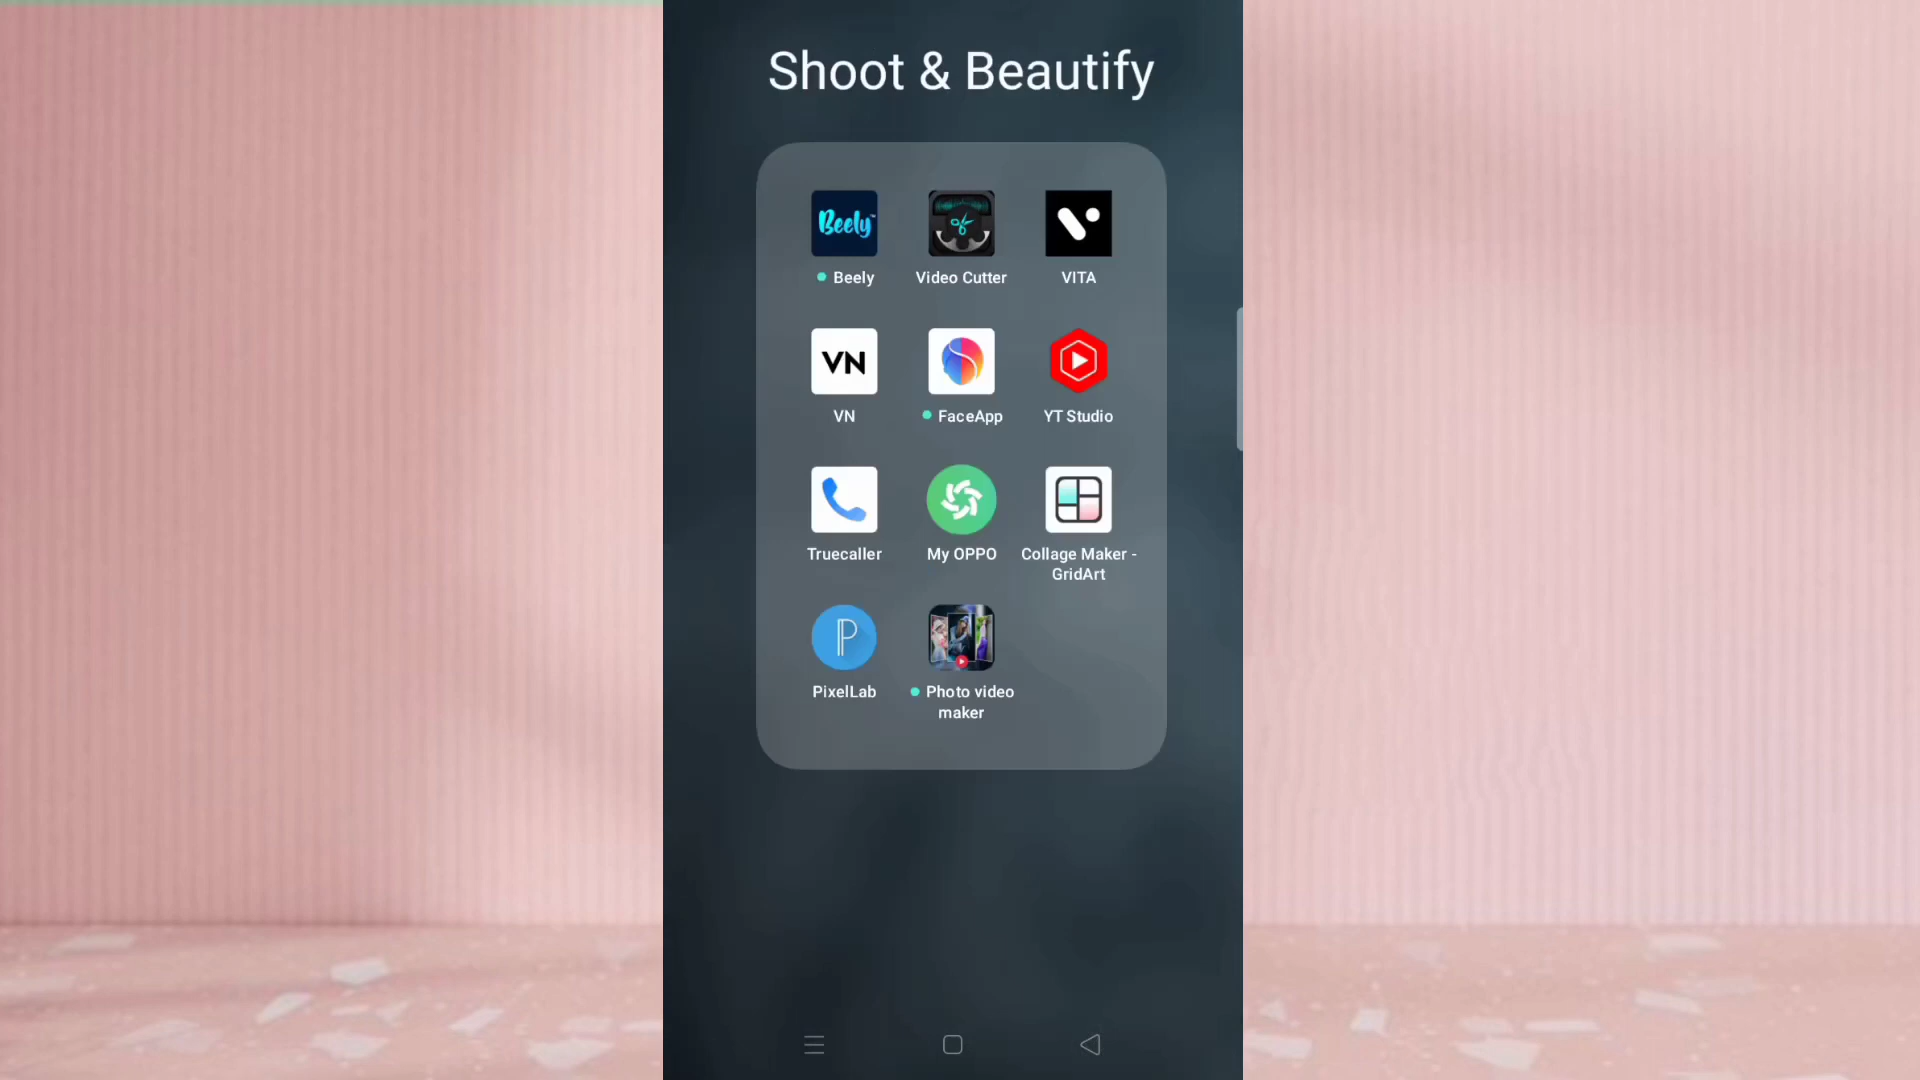 Shoot & Beautify
Beely™
Beely
Video Cutter
VITA
VN
VN
FaceApp
YT Studio
Truecaller
My OPPO
Collage Maker -
GridArt
P
PixelLab
Photo video
maker